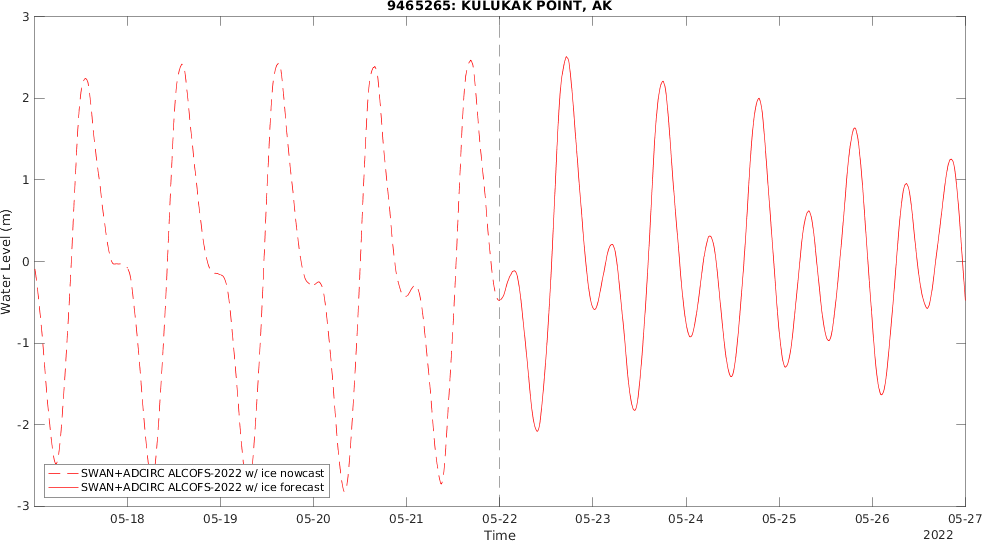 9465265: KULUKAK POINT, AK
3
2
1
0
-1
-2
-3
Water Level (m)
SWAN+ADCIRC ALCOFS-2022 w/ ice nowcast
SWAN+ADCIRC ALCOFS-2022 w/ ice forecast
05-18 05-19 05-20 05-21 05-22 05-23 05-24 05-25 05-26 05-27
Time
2022